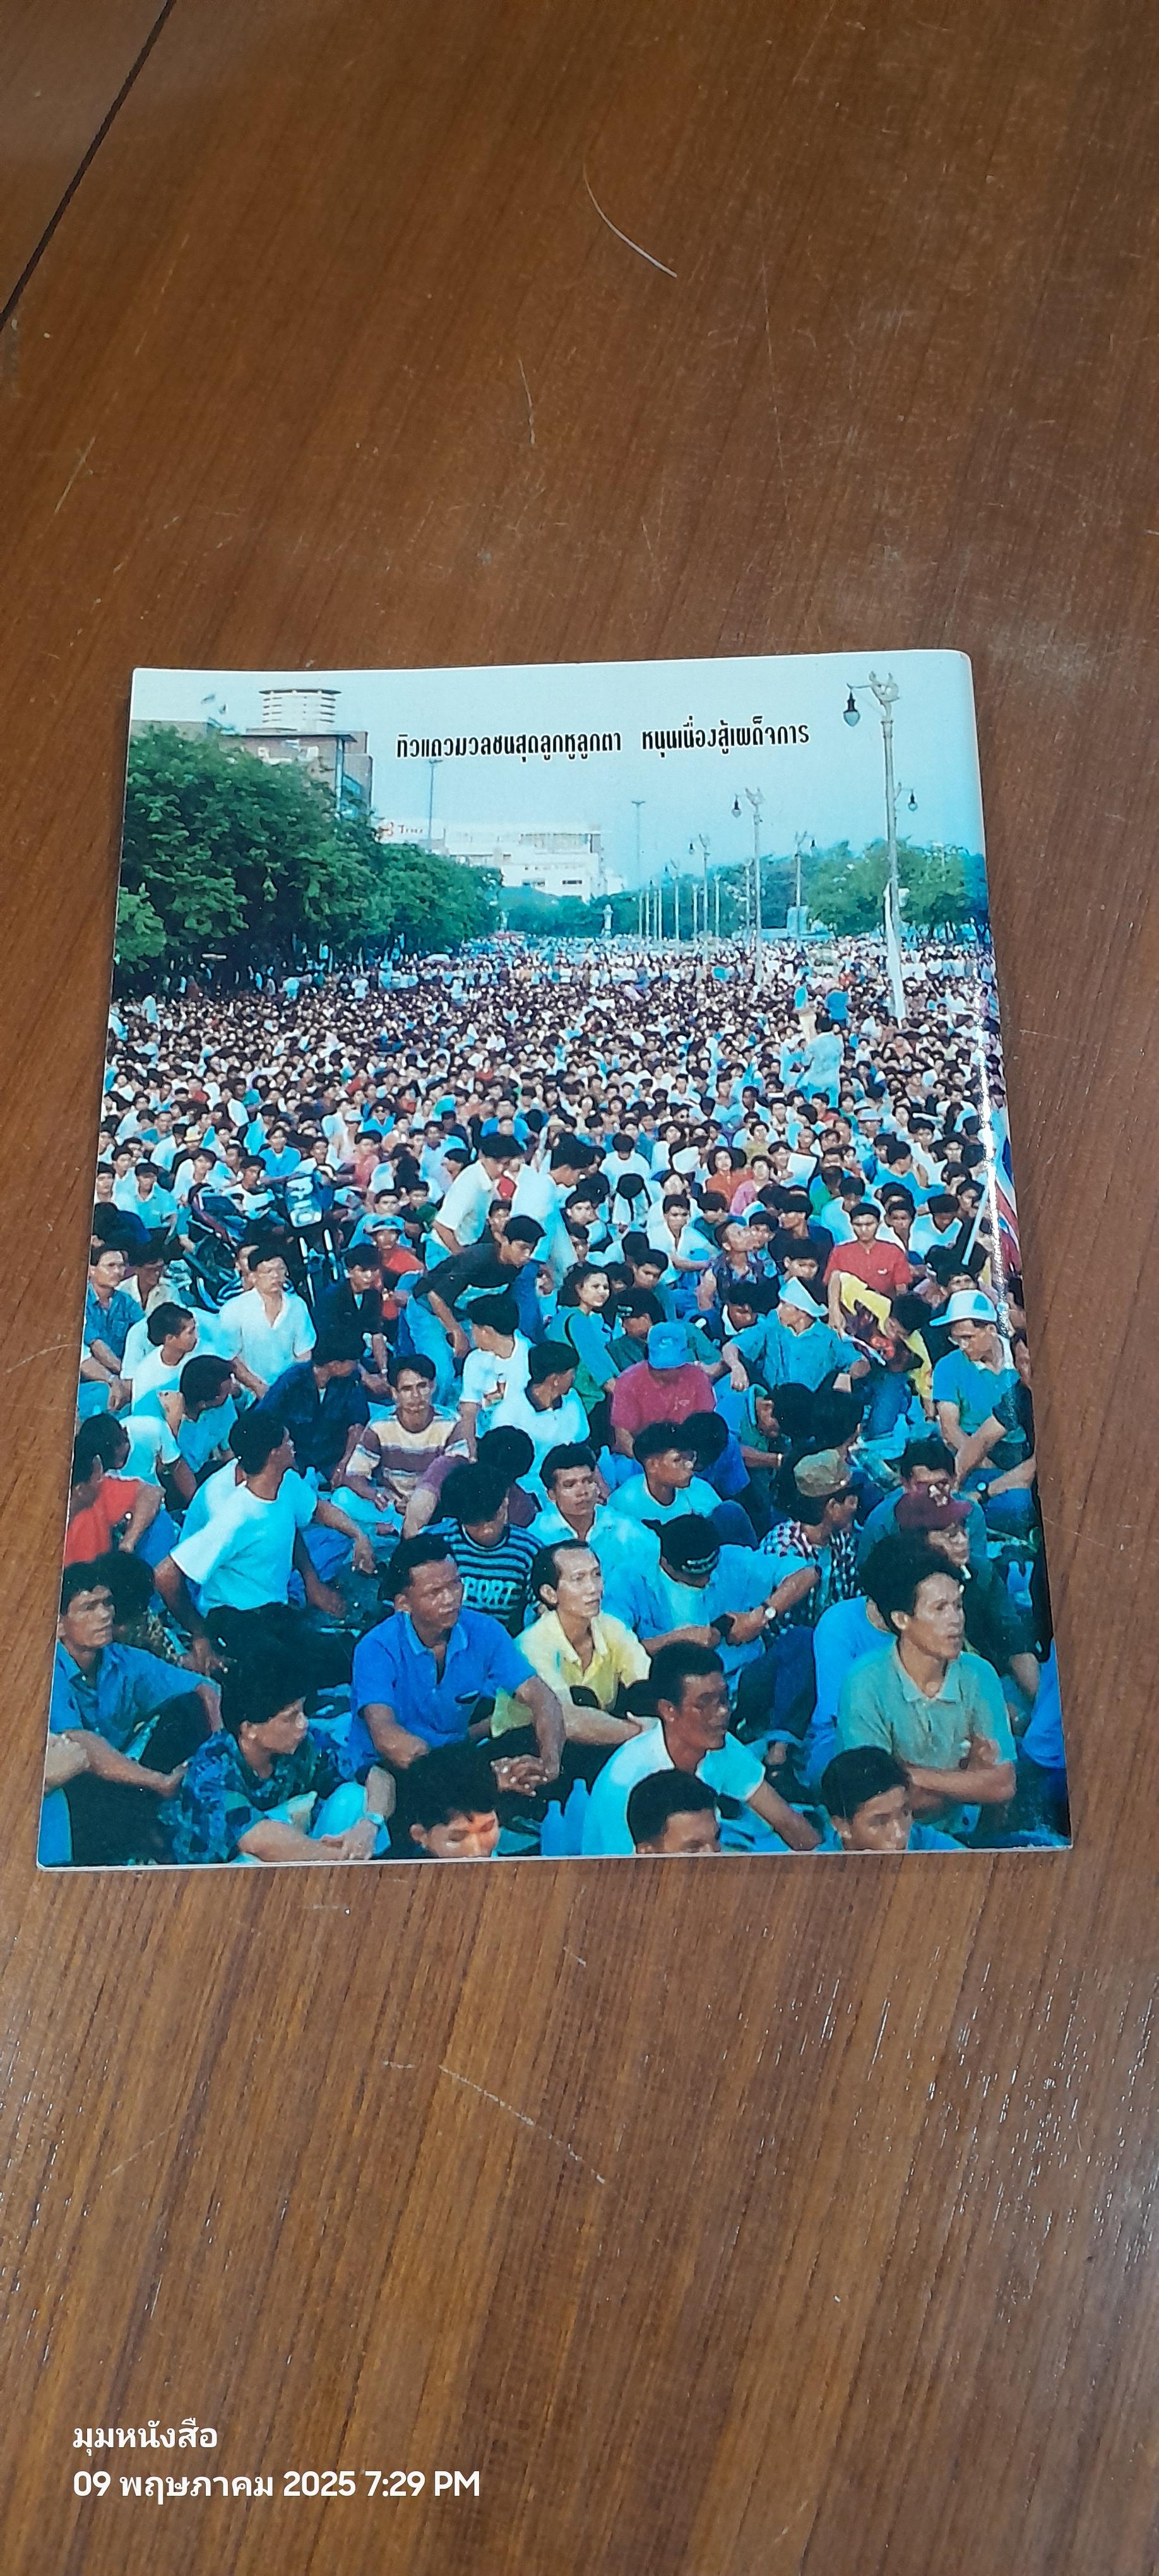 ทิวแถวมวลชนสุดลูกหูลูกตา หนุนเนื่องสู้เผด็จการ
PORT
มุมหนังสือ
09 พฤษภาคม 2025 7:29 PM